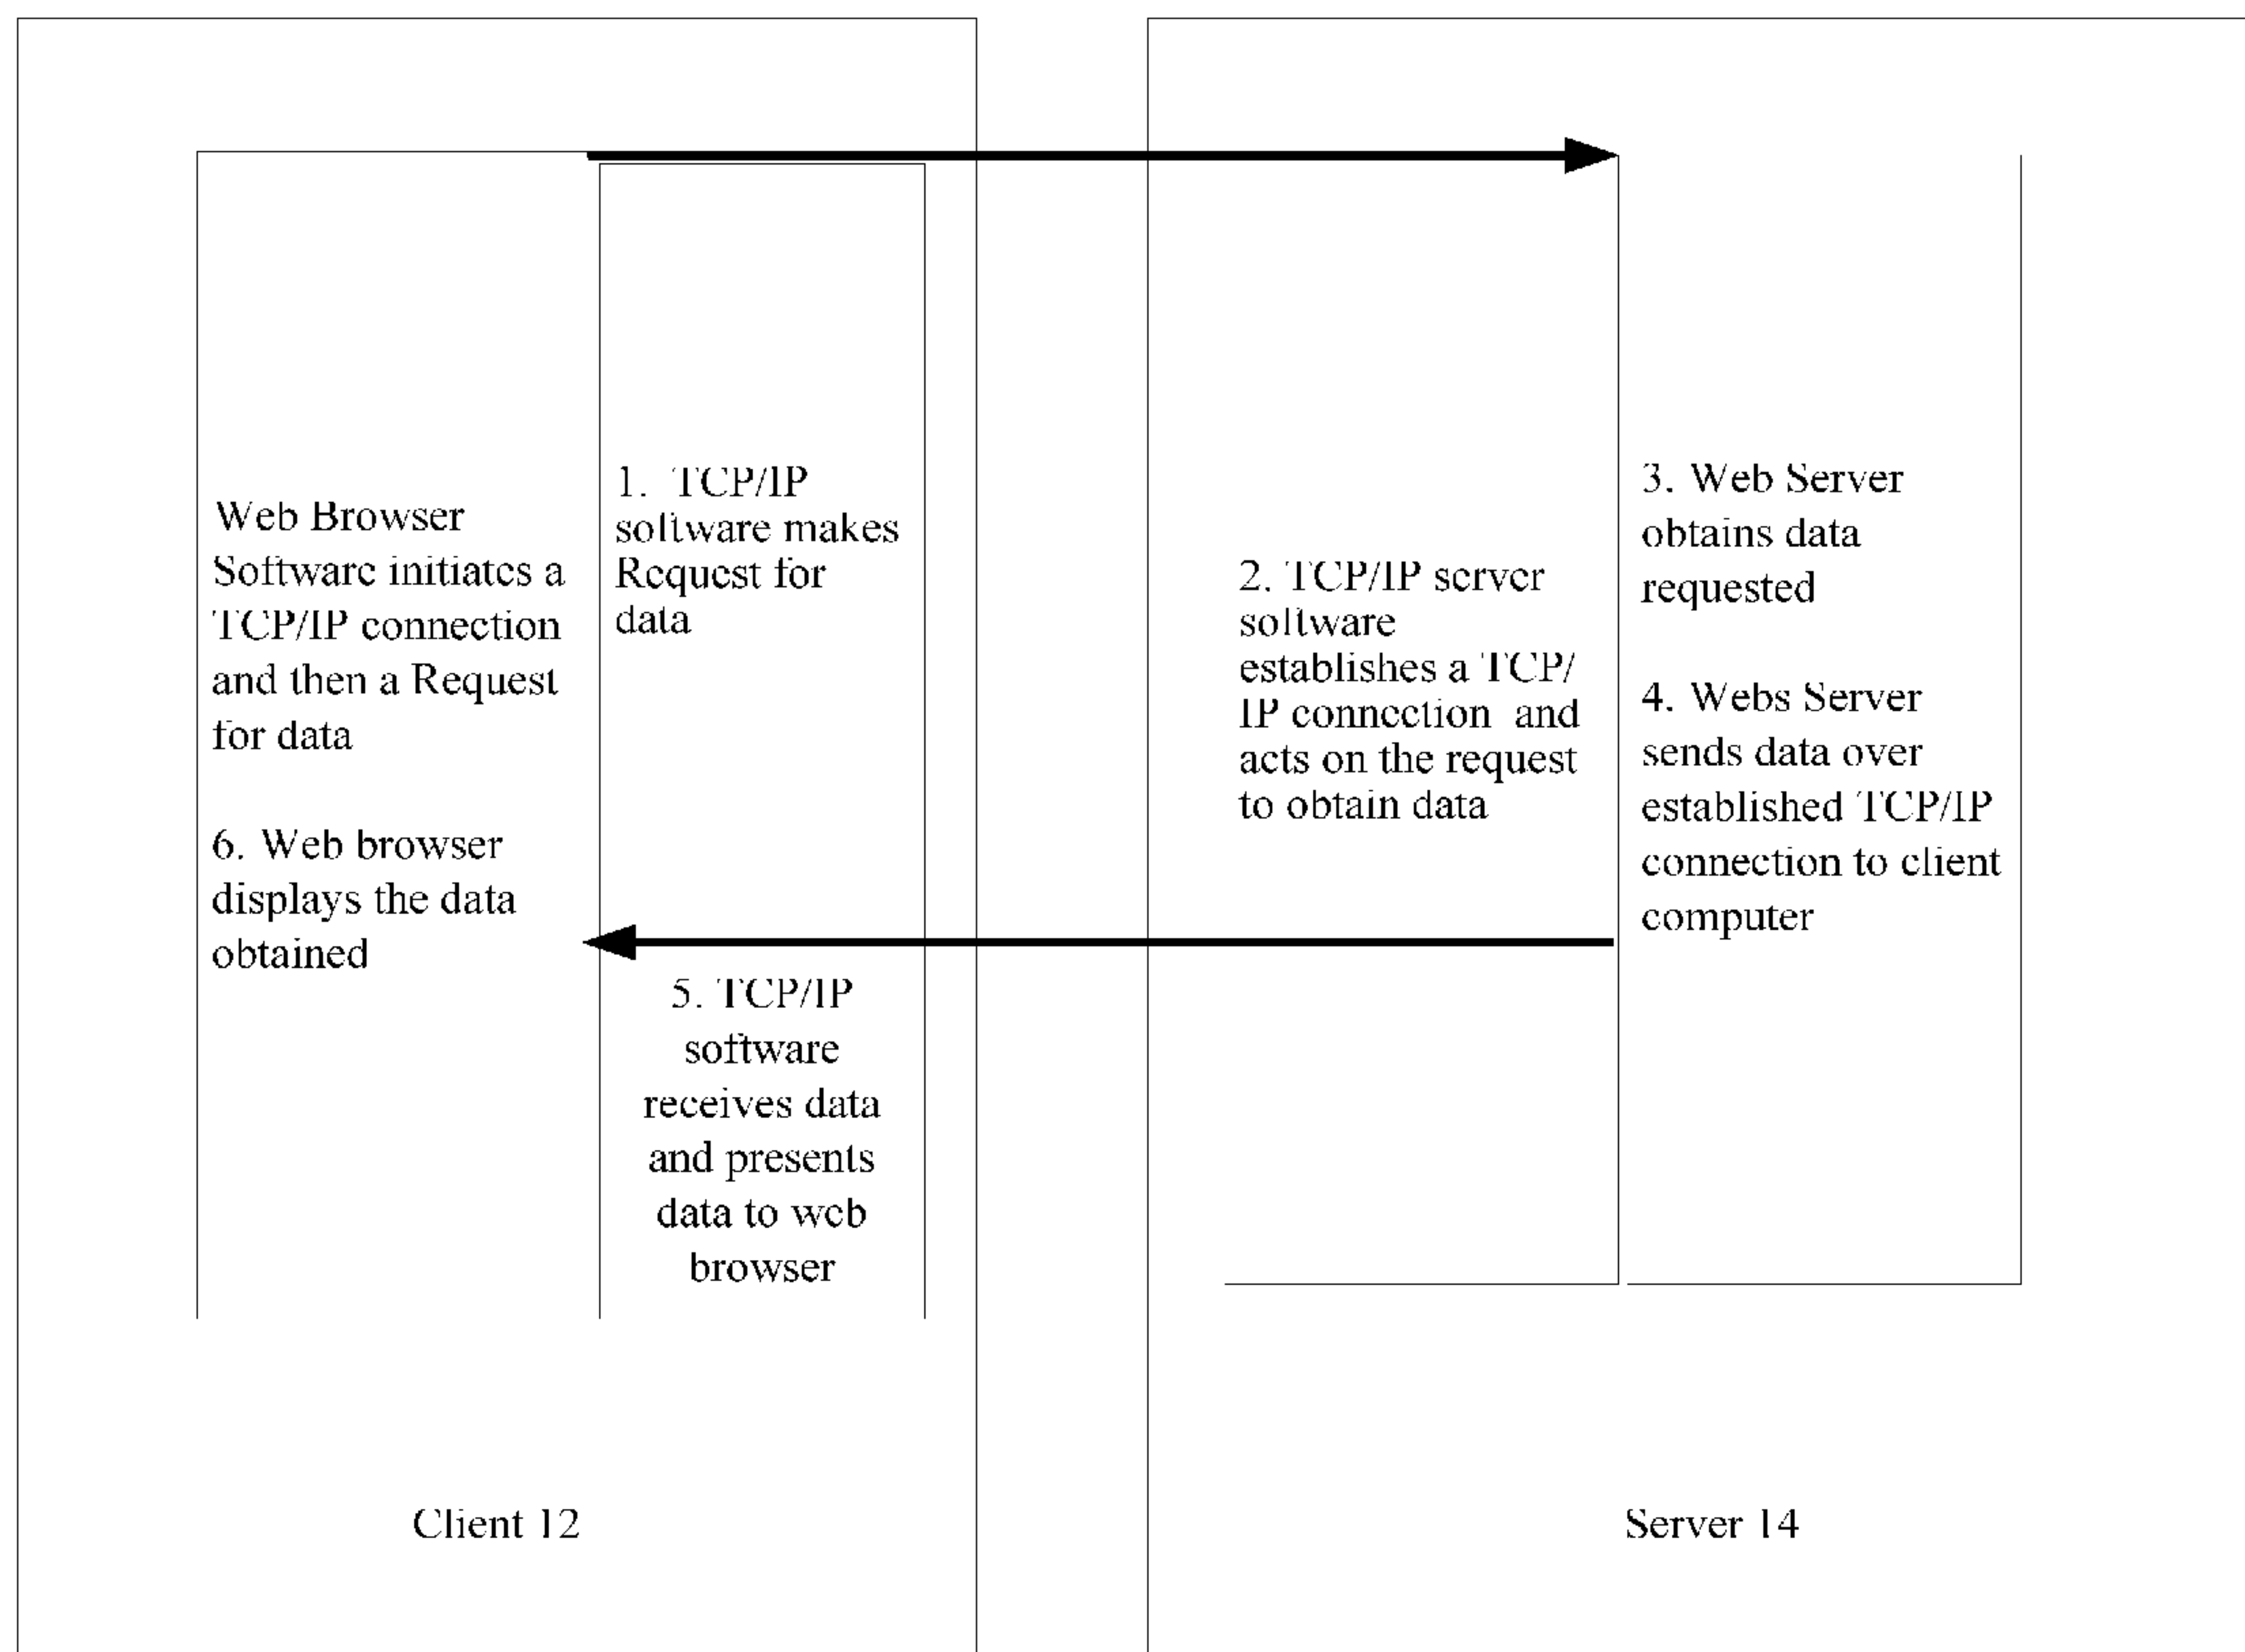 Web Browser
Software initiates a
TCP/IP connection
and then a Request
for data
6. Web browser
displays the data
obtained
1. TCP/IP
software makes
Request for
data
5. TCP/IP
software
receives data
and presents
data to web
browser
2. TCP/IP server
software
establishes a TCP/
IP connection and
acts on the request
to obtain data
3. Web Server
obtains data
requested
4. Webs Server
sends data over
established TCP/IP
connection to client
computer
Client 12
Server 14